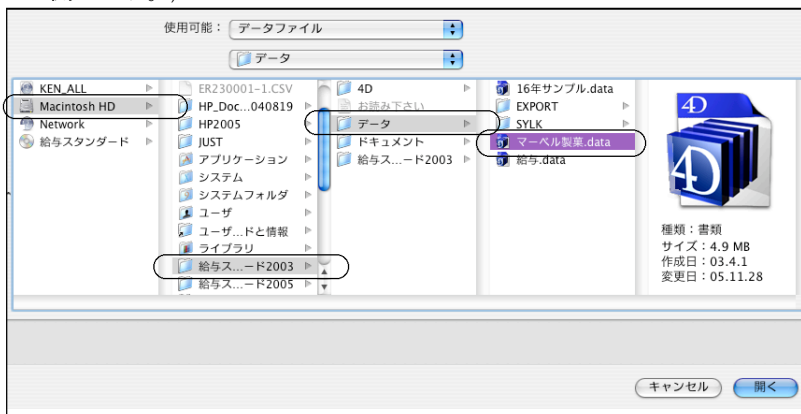 使用可能： データファイル
データ
KEN_ALL
Macintosh HD
Network
給与スタンダード
ER230001-1.CSV
HP_Doc...040819
HP2005
JUST
アプリケーション
システム
システムフォルダ
ユーザ
ユーザ...ドと情報
ライブラリ
給与ス...ード2003
給与ス...ード2005
4D
お読み下さい
データ
ドキュメント
給与ス...ード2003
16年サンプル.data
EXPORT
SYLK
マーベル製菓.data
給与.data
4D
4D
種類：書類
サイズ：4.9 MB
作成日：03.4.1
変更日：05.11.28
キャンセル
開く